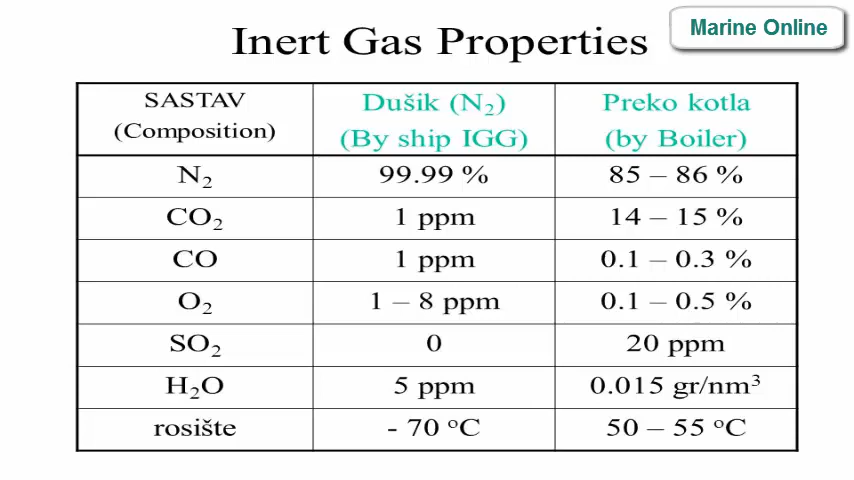 Marine Online
Inert Gas Properties
SASTAV Dušik (N₂) Preko kotla
(Composition) (By ship IGG) (by Boiler)
N₂ 99.99 % 85 – 86 %
CO₂ 1 ppm 14 – 15 %
CO 1 ppm 0.1 – 0.3 %
O₂ 1 – 8 ppm 0.1 – 0.5 %
SO₂ 0 20 ppm
H₂O 5 ppm 0.015 gr/nm³
rosište - 70 ºC 50 – 55 ºC